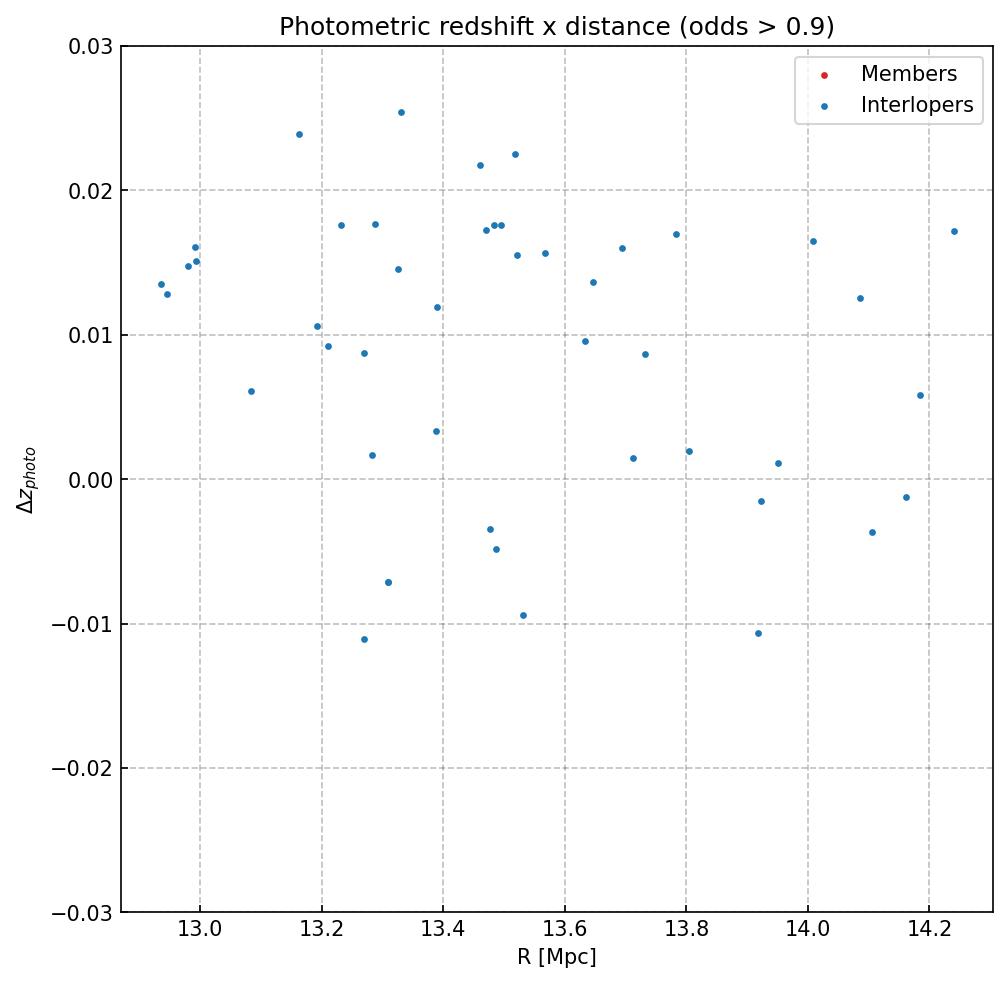 Photometric redshift x distance (odds > 0.9)
Members
Interlopers
0.03
0.02
0.01
0.00
−0.01
−0.02
−0.03
Δz_photo
13.0 13.2 13.4 13.6 13.8 14.0 14.2
R [Mpc]